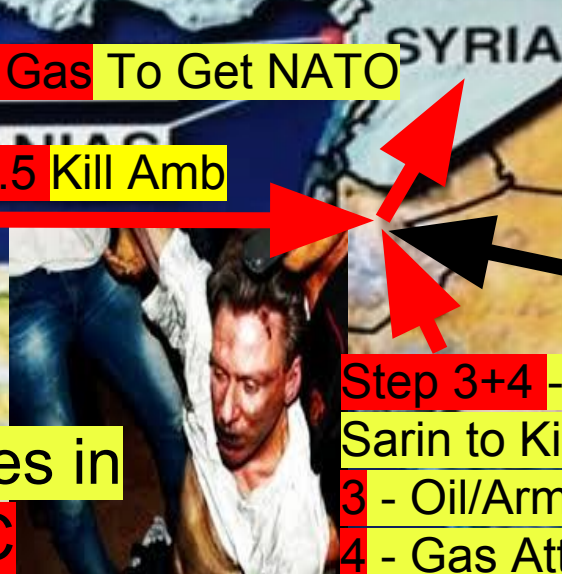 SYRIA
Gas To Get NATO
.5 Kill Amb
Step 3+4 -
es in
Sarin to Ki
C
3 - Oil/Arm
4 - Gas Att